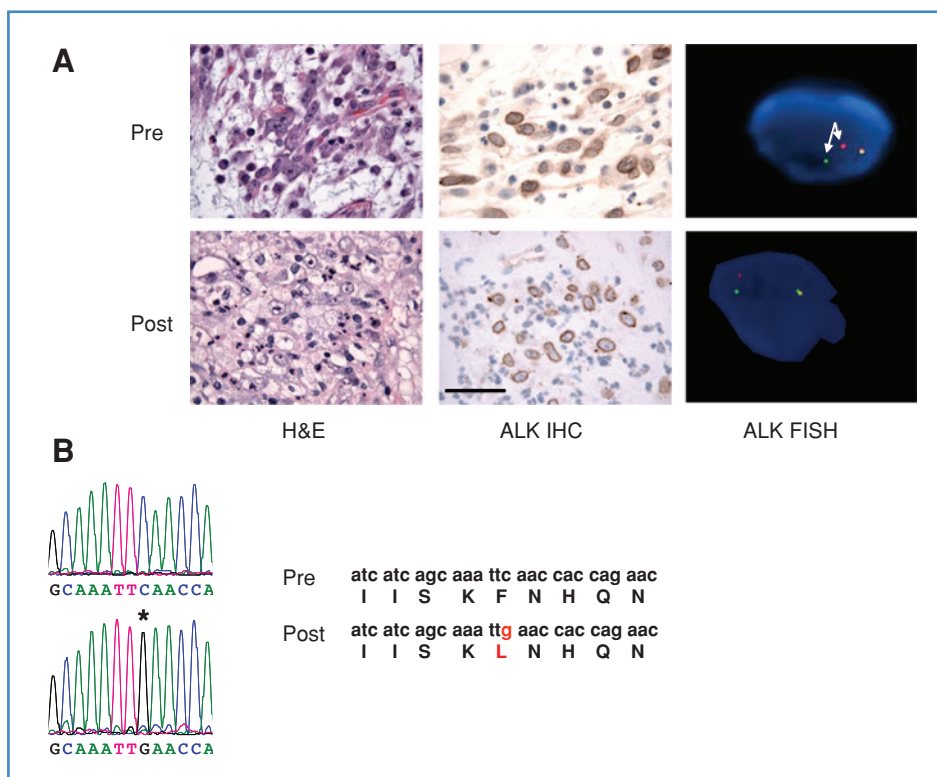 A
Pre
Post
H&E ALK IHC ALK FISH
B
GCAAATTCAACCA
*
GCAAATTGAACCA
Pre atc atc agc aaa ttc aac cac cag aac
I I S K F N H Q N
Post atc atc agc aaa ttg aac cac cag aac
I I S K L N H Q N